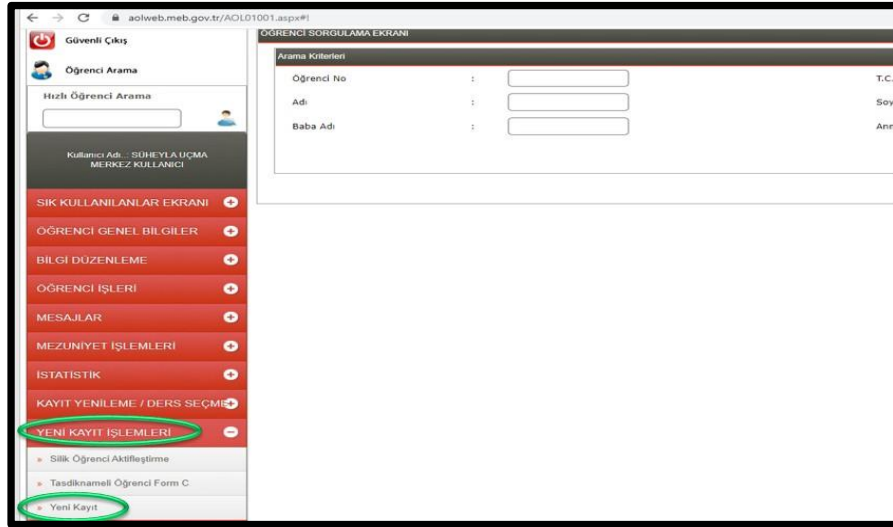 aolweb.meb.gov.tr/AOL01001.aspx#!
Güvenli Çıkış
Öğrenci Arama
Hızlı Öğrenci Arama
Kullanıcı Adı..: SÜHEYLA UÇMA
MERKEZ KULLANICI
SIK KULLANILANLAR EKRANI
ÖĞRENCİ GENEL BİLGİLER
BİLGİ DÜZENLEME
ÖĞRENCİ İŞLERİ
MESAJLAR
MEZUNİYET İŞLEMLERİ
İSTATİSTİK
KAYIT YENİLEME / DERS SEÇME
YENİ KAYIT İŞLEMLERİ
» Silik Öğrenci Aktifleştirme
» Tasdiknameli Öğrenci Form C
» Yeni Kayıt
ÖĞRENCİ SORGULAMA EKRANI
Arama Kriterleri
Öğrenci No : T.C.
Adı : Soy
Baba Adı :